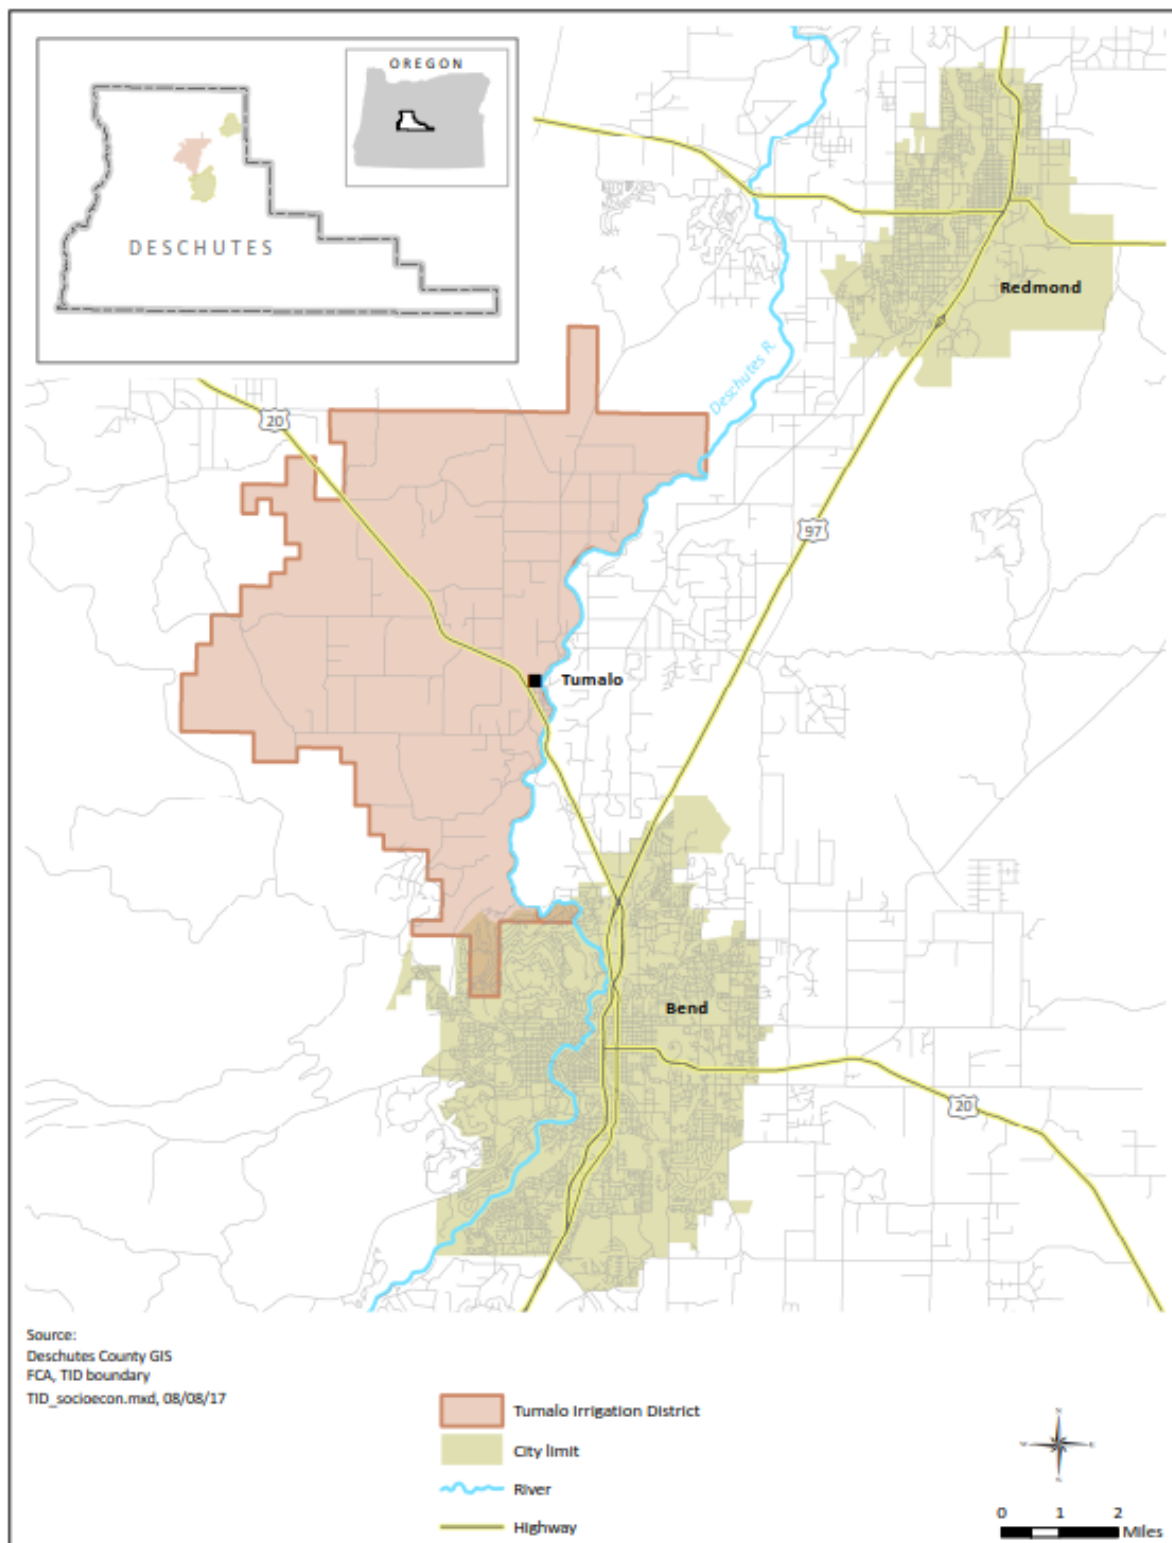 OREGON
DESCHUTES
Redmond
Deschutes R.
20
97
Tumalo
Bend
20
Source:
Deschutes County GIS
FCA, TID boundary
TID_socioecon.mxd, 08/08/17
Tumalo Irrigation District
City limit
River
Highway
N
W E
S
0 1 2
Miles